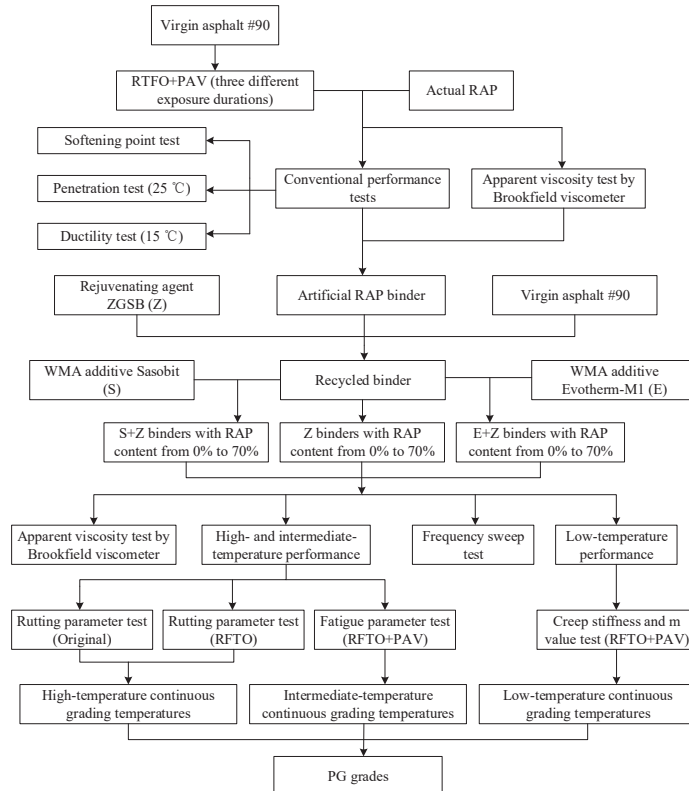 Virgin asphalt #90
RTFO+PAV (three different
exposure durations)
Actual RAP
Softening point test
Penetration test (25 ℃)
Ductility test (15 ℃)
Conventional performance
tests
Apparent viscosity test by
Brookfield viscometer
Rejuvenating agent
ZGSB (Z)
Artificial RAP binder
Virgin asphalt #90
WMA additive Sasobit
(S)
Recycled binder
WMA additive
Evotherm-M1 (E)
S+Z binders with RAP
content from 0% to 70%
Z binders with RAP
content from 0% to 70%
E+Z binders with RAP
content from 0% to 70%
Apparent viscosity test by
Brookfield viscometer
High- and intermediate-
temperature performance
Frequency sweep
test
Low-temperature
performance
Rutting parameter test
(Original)
Rutting parameter test
(RFTO)
Fatigue parameter test
(RFTO+PAV)
Creep stiffness and m
value test (RFTO+PAV)
High-temperature continuous
grading temperatures
Intermediate-temperature
continuous grading temperatures
Low-temperature continuous
grading temperatures
PG grades